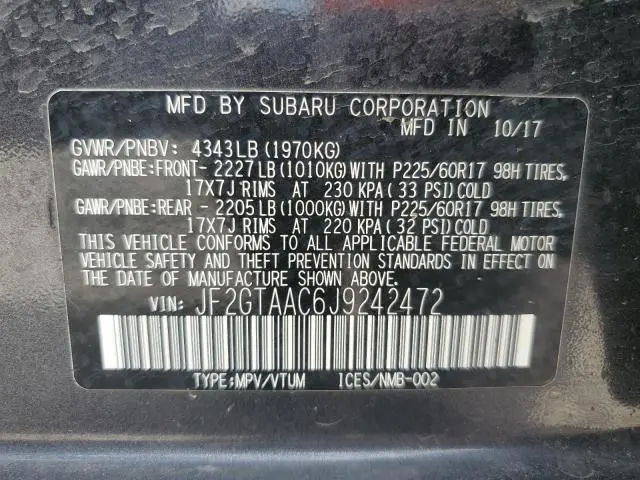 MFD BY SUBARU CORPORATION
MFD IN 10/17
GVWR/PNBV: 4343LB (1970KG)
GAWR/PNBE:FRONT- 2227LB (1010KG) WITH P225/60R17 98H TIRES,
17X7J RIMS AT 230 KPA (33 PSI) COLD
GAWR/PNBE:REAR - 2205LB (1000KG) WITH P225/60R17 98H TIRES,
17X7J RIMS AT 220 KPA (32 PSI) COLD
THIS VEHICLE CONFORMS TO ALL APPLICABLE FEDERAL MOTOR
VEHICLE SAFETY AND THEFT PREVENTION STANDARDS IN EFFECT ON THE
DATE OF MANUFACTURE SHOWN ABOVE.
VIN: JF2GTAAC6J9242472
TYPE:MPV/VTUM ICES/NMB-002